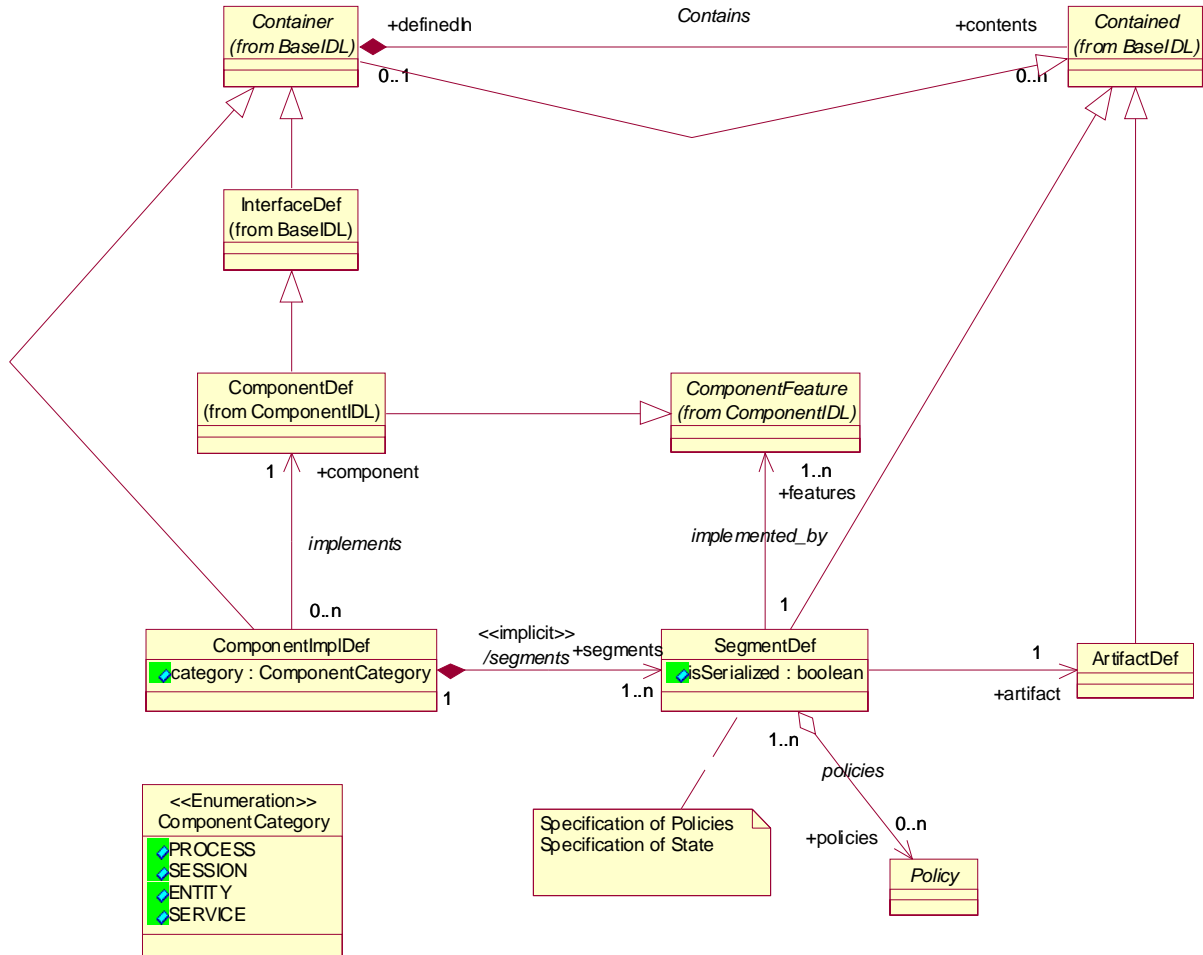 Container
(from BaseIDL)
+definedIn
Contains
+contents
Contained
(from BaseIDL)
0..1
0..n
InterfaceDef
(from BaseIDL)
ComponentDef
(from ComponentIDL)
ComponentFeature
(from ComponentIDL)
1
+component
1..n
+features
implements
implemented_by
0..n
1
ComponentImplDef
category : ComponentCategory
1
<<implicit>>
/segments
+segments
1..n
SegmentDef
isSerialized : boolean
1
+artifact
ArtifactDef
1..n
policies
0..n
+policies
Policy
Specification of Policies
Specification of State
<<Enumeration>>
ComponentCategory
PROCESS
SESSION
ENTITY
SERVICE